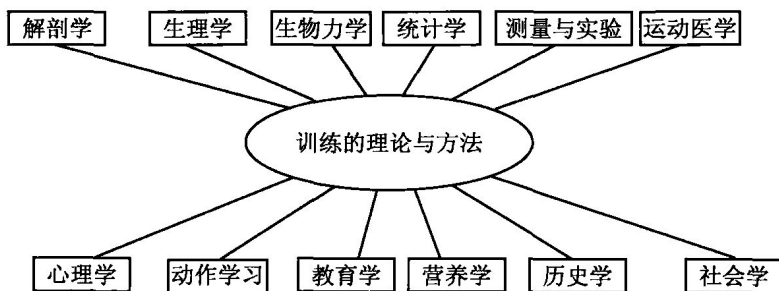 解剖学 生理学 生物力学 统计学 测量与实验 运动医学
训练的理论与方法
心理学 动作学习 教育学 营养学 历史学 社会学